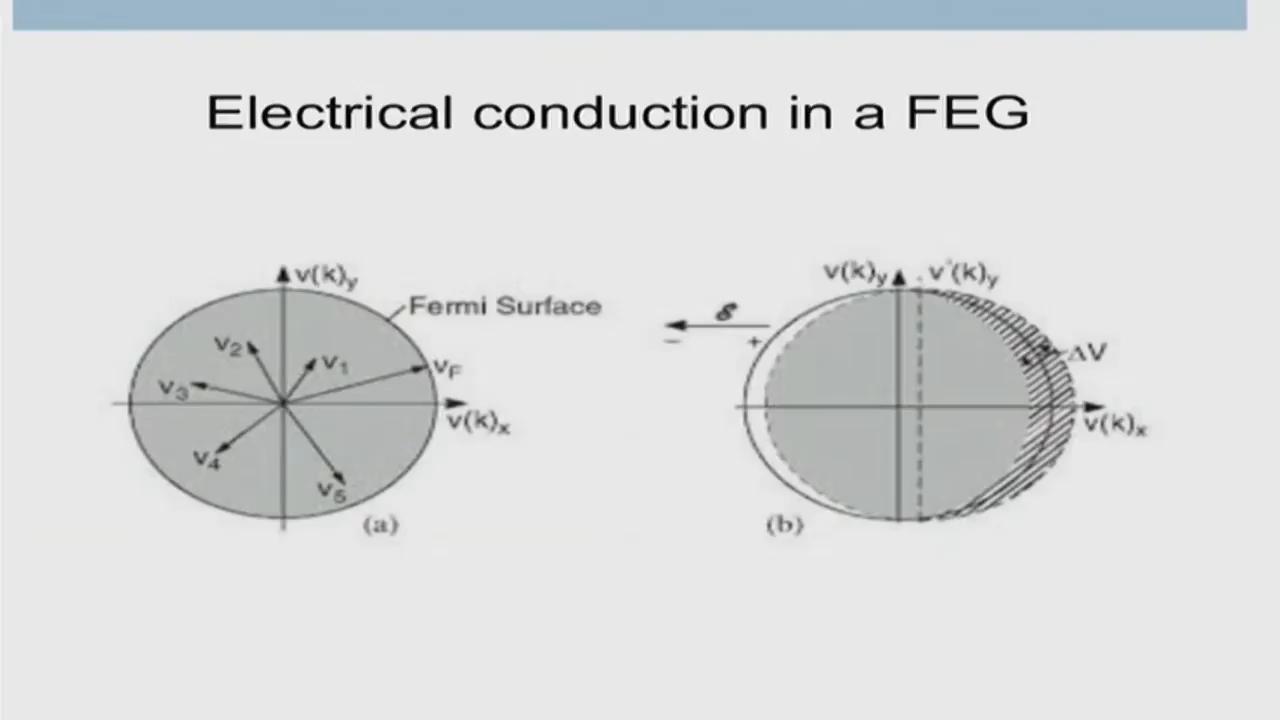 Electrical conduction in a FEG
v(k)y
Fermi Surface
v2
v1
vF
v3
v(k)x
v4
v5
(a)
v(k)y
v'(k)y
ℰ
−
+
ΔV
v(k)x
(b)